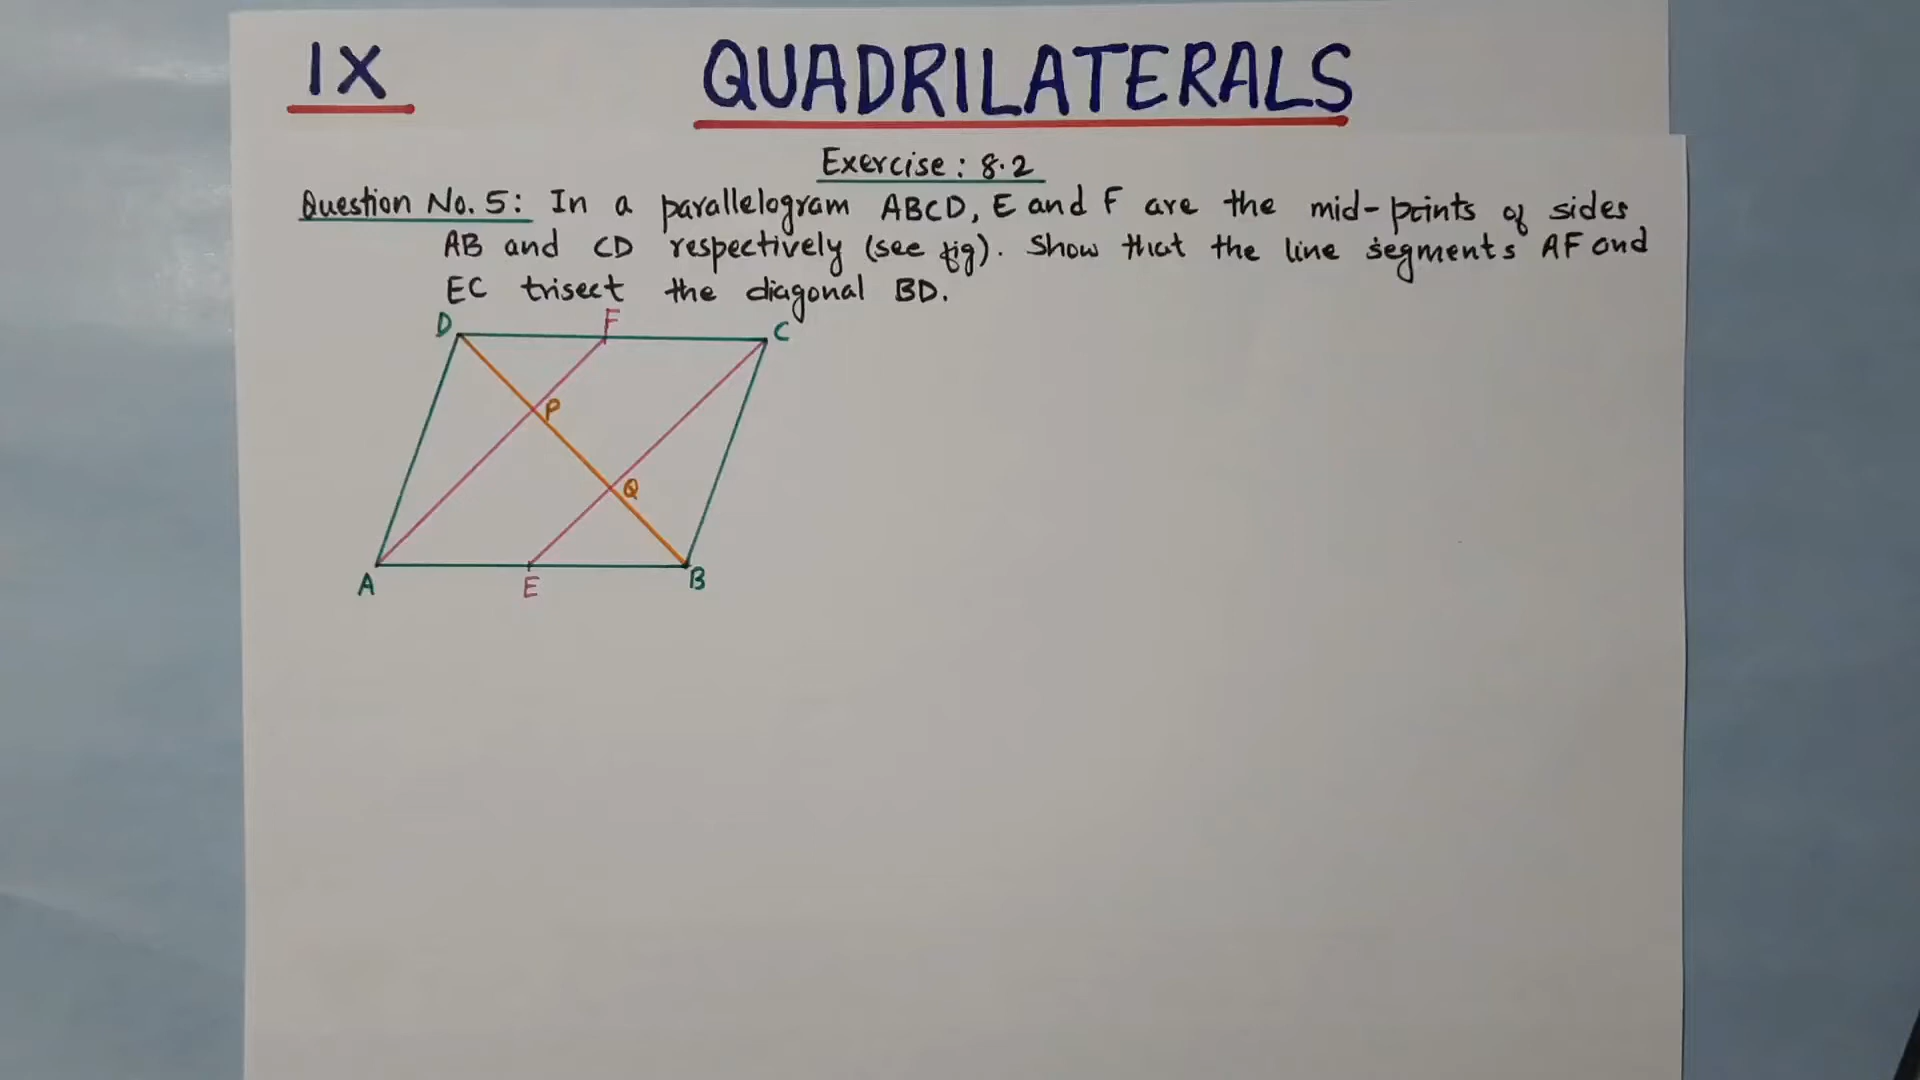 IX QUADRILATERALS
Exercise: 8.2
Question No. 5: In a parallelogram ABCD, E and F are the mid-points of sides
AB and CD respectively (see fig). Show that the line segments AF and
EC trisect the diagonal BD.
D F C
P
Q
A E B